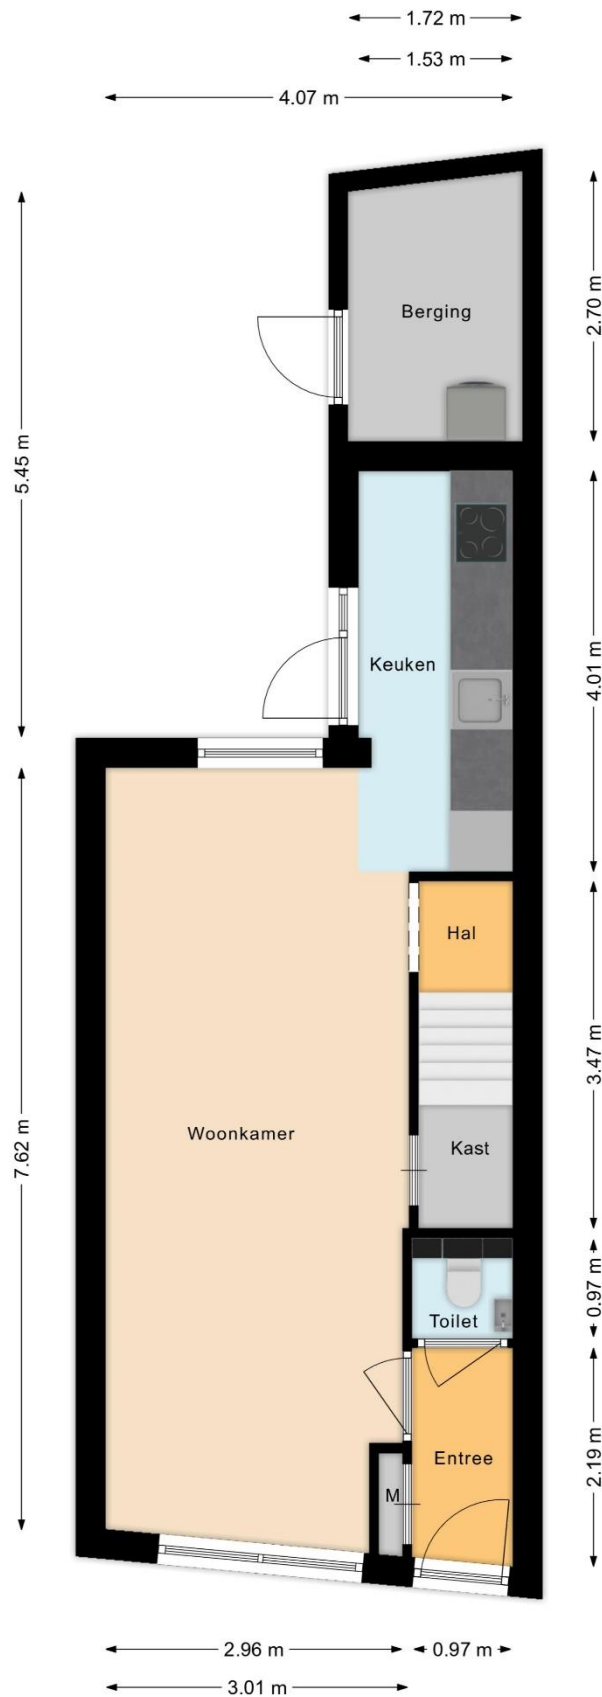 1.72 m
1.53 m
4.07 m
Berging
2.70 m
5.45 m
Keuken
4.01 m
Hal
3.47 m
Woonkamer
7.62 m
Kast
0.97 m
Toilet
Entree
2.19 m
M
2.96 m
0.97 m
3.01 m